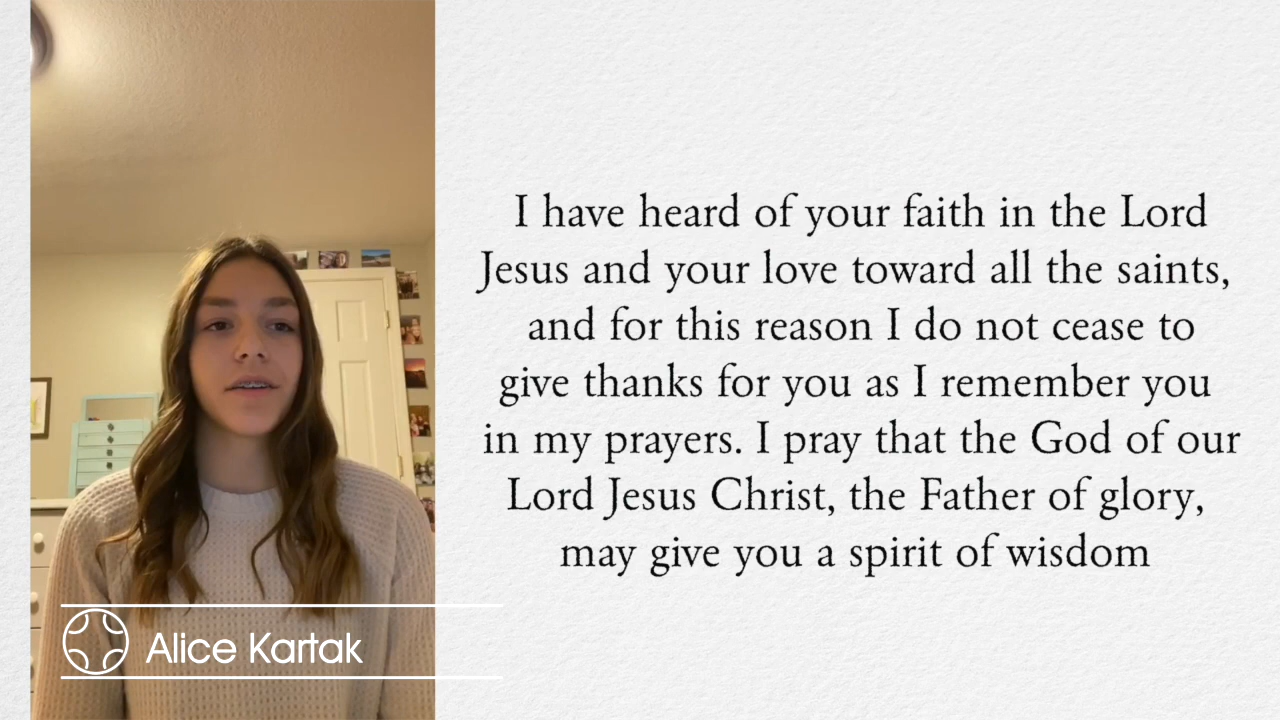 I have heard of your faith in the Lord
Jesus and your love toward all the saints,
and for this reason I do not cease to
give thanks for you as I remember you
in my prayers. I pray that the God of our
Lord Jesus Christ, the Father of glory,
may give you a spirit of wisdom
Alice Kartak